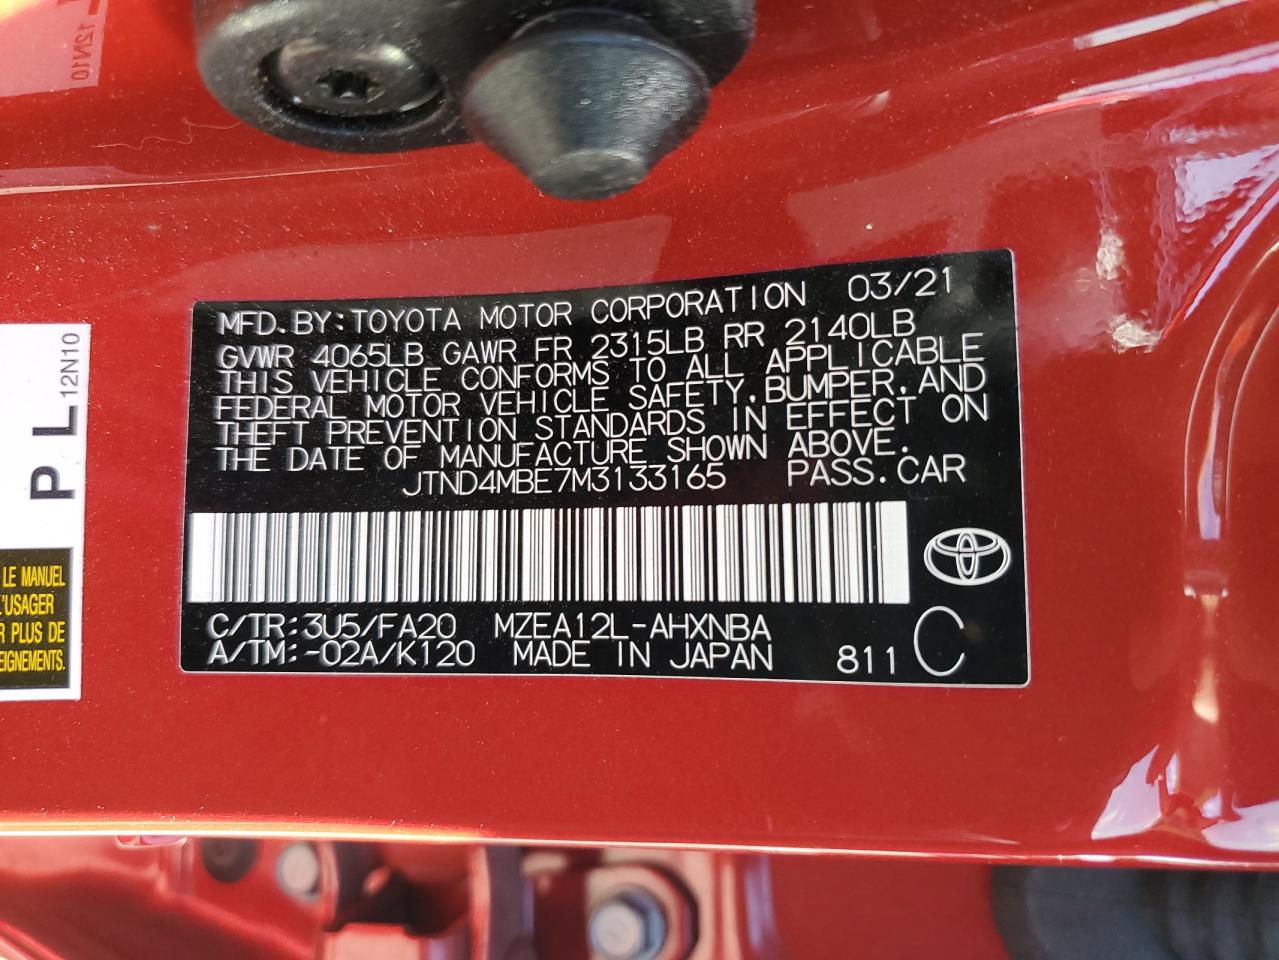 12N10
MFD.BY:TOYOTA MOTOR CORPORATION 03/21
GVWR 4065LB GAWR FR 2315LB RR 2140LB
THIS VEHICLE CONFORMS TO ALL APPLICABLE
FEDERAL MOTOR VEHICLE SAFETY,BUMPER,AND
THEFT PREVENTION STANDARDS IN EFFECT ON
THE DATE OF MANUFACTURE SHOWN ABOVE.
JTND4MBE7M3133165 PASS.CAR
C/TR:3U5/FA20 MZEA12L-AHXNBA
A/TM:-02A/K120 MADE IN JAPAN 811 C
P L 12N10
LE MANUEL
L'USAGER
R PLUS DE
EIGNEMENTS.